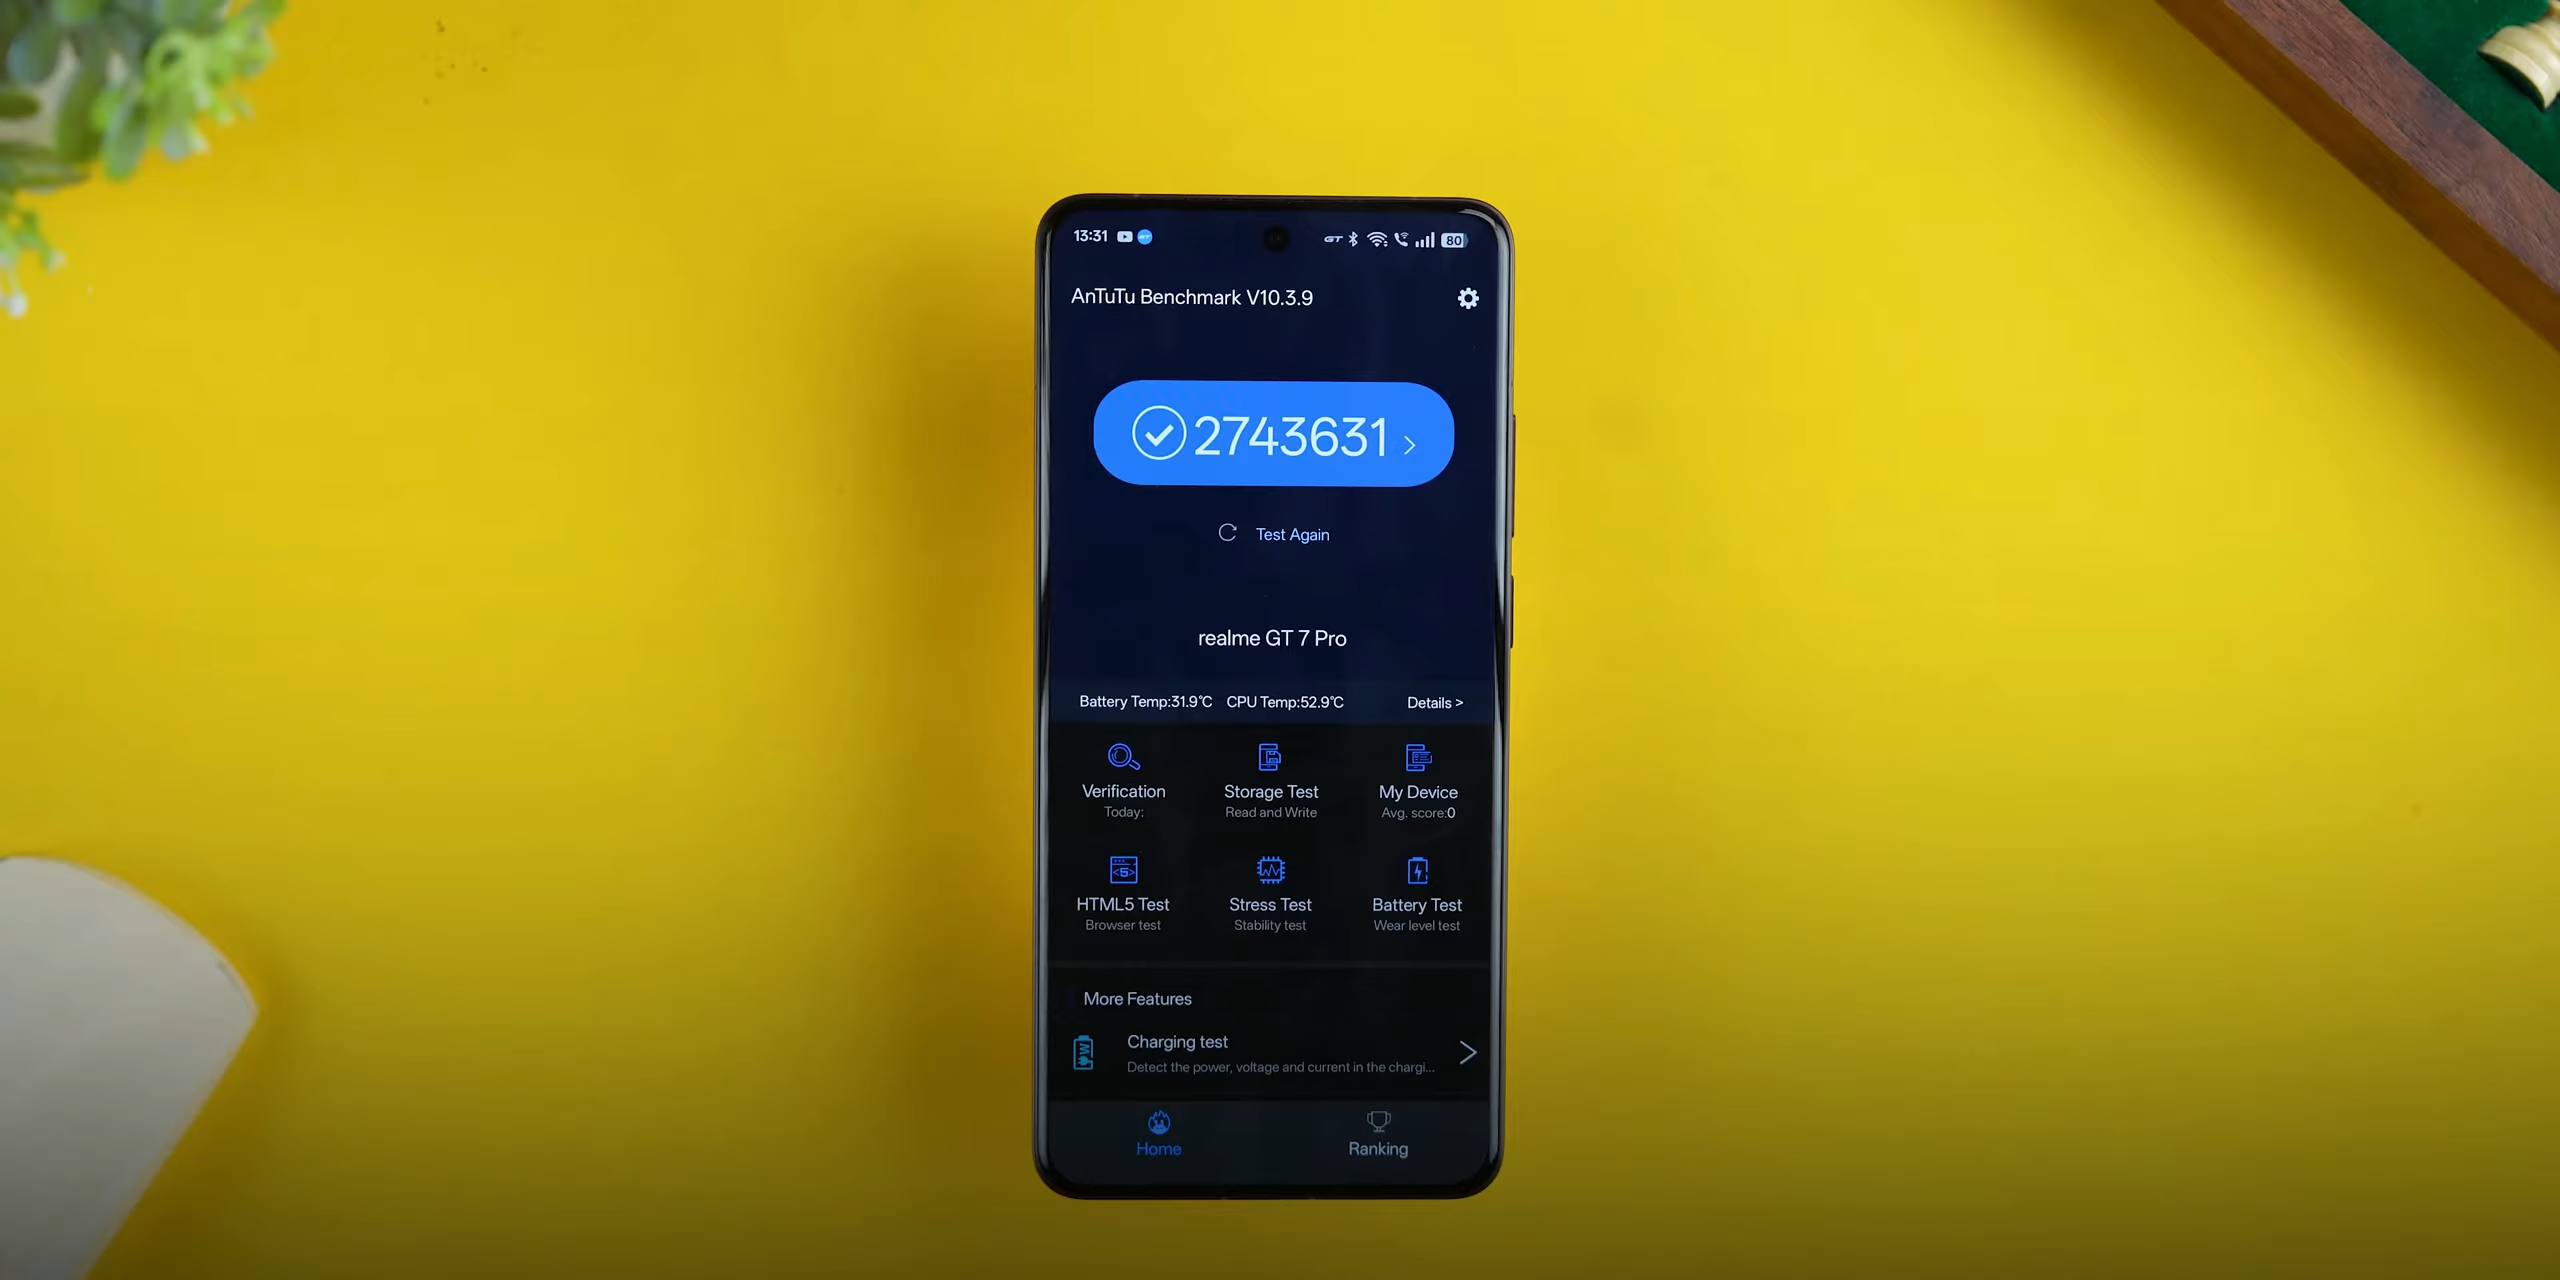 13:31 GT 80
AnTuTu Benchmark V10.3.9
2743631 >
Test Again
realme GT 7 Pro
Battery Temp:31.9℃ CPU Temp:52.9℃ Details >
Verification Storage Test My Device
Today: Read and Write Avg. score:0
HTML5 Test Stress Test Battery Test
Browser test Stability test Wear level test
More Features
Charging test
Detect the power, voltage and current in the chargi...
Home Ranking